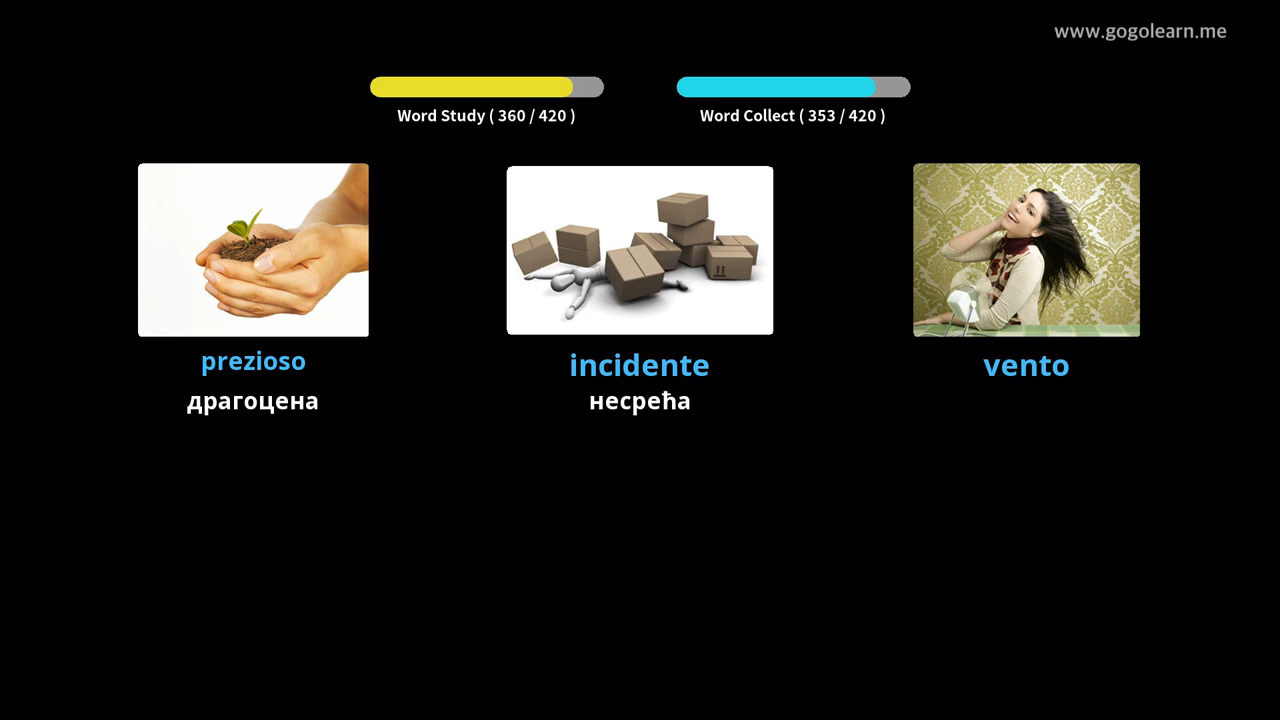 www.gogolearn.me
Word Study ( 360 / 420 )
Word Collect ( 353 / 420 )
prezioso
драгоцена
incidente
несрећа
vento